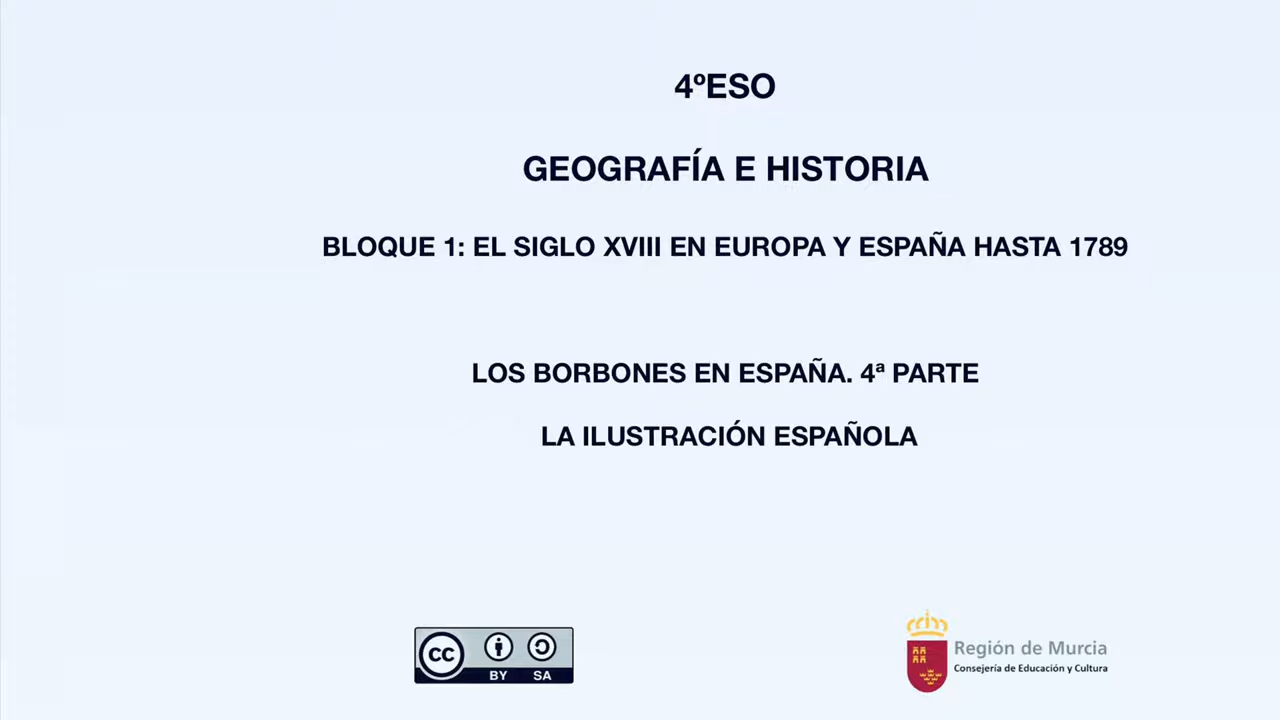 4ºESO
GEOGRAFÍA E HISTORIA
BLOQUE 1: EL SIGLO XVIII EN EUROPA Y ESPAÑA HASTA 1789
LOS BORBONES EN ESPAÑA. 4ª PARTE
LA ILUSTRACIÓN ESPAÑOLA
cc
BY SA
Región de Murcia
Consejería de Educación y Cultura